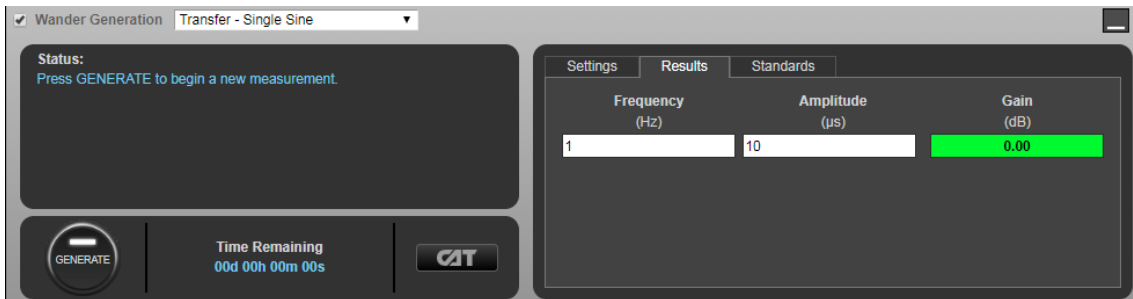 Wander Generation Transfer - Single Sine
Status:
Press GENERATE to begin a new measurement.
GENERATE
Time Remaining
00d 00h 00m 00s
CAT
Settings Results Standards
Frequency Amplitude Gain
(Hz) (µs) (dB)
1 10 0.00